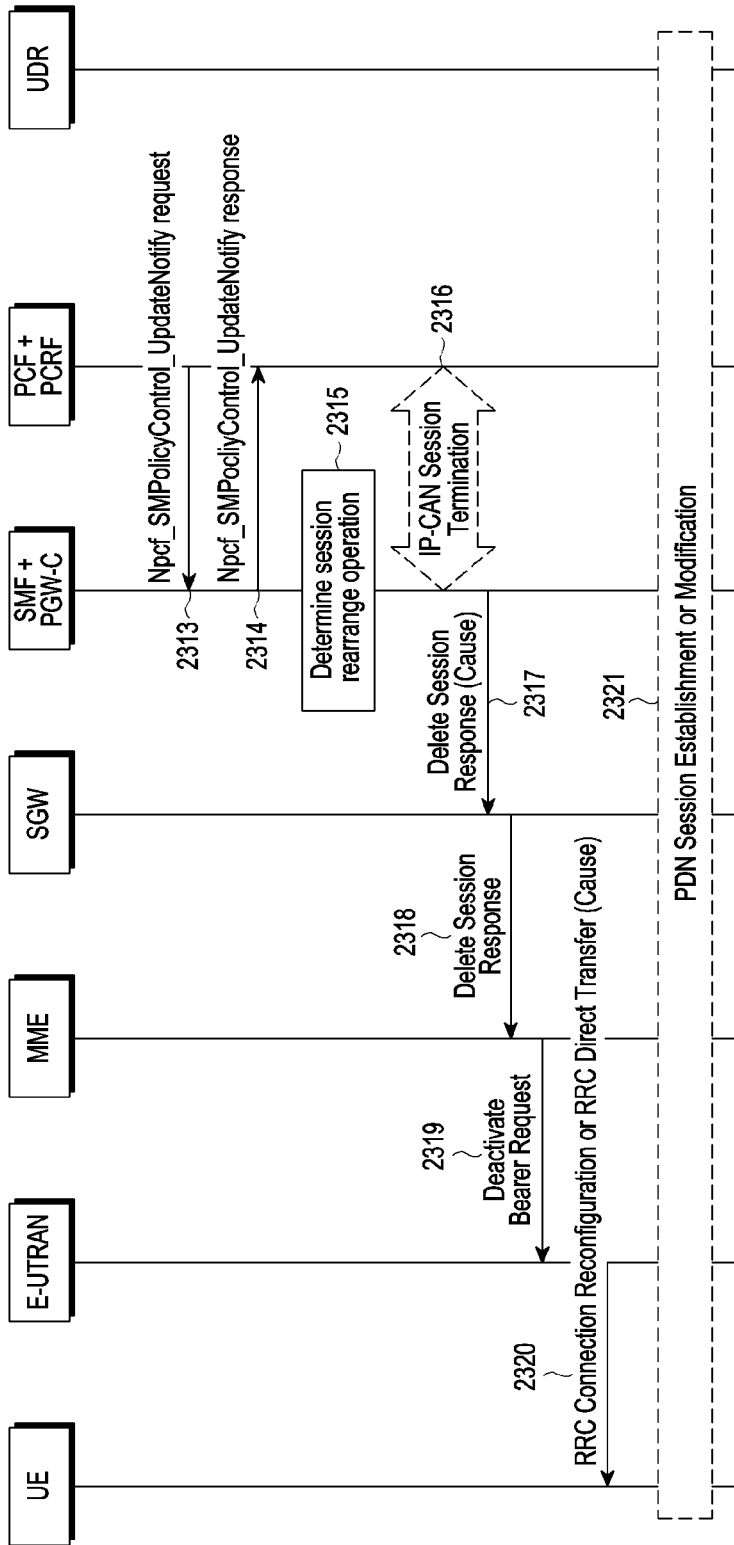 UE
E-UTRAN
MME
SGW
SMF +
PGW-C
PCF +
PCRF
UDR
Npcf_SMPolicyControl_UpdateNotify request
2313
Npcf_SMPocliyControl_UpdateNotify response
2314
2315
Determine session
rearrange operation
2316
IP-CAN Session
Termination
Delete Session
Response (Cause)
2317
2318
Delete Session
Response
2319
Deactivate
Bearer Request
2320
RRC Connection Reconfiguration or RRC Direct Transfer (Cause)
2321
PDN Session Establishment or Modification